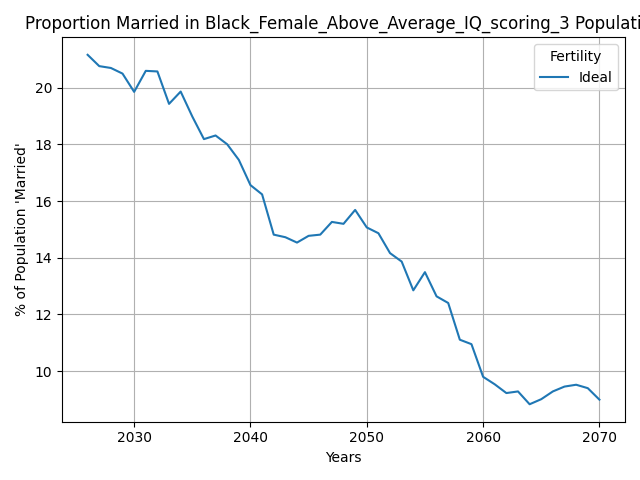 Proportion Married in Black_Female_Above_Average_IQ_scoring_3 Populati
Fertility
Ideal
% of Population 'Married'
20
18
16
14
12
10
2030 2040 2050 2060 2070
Years